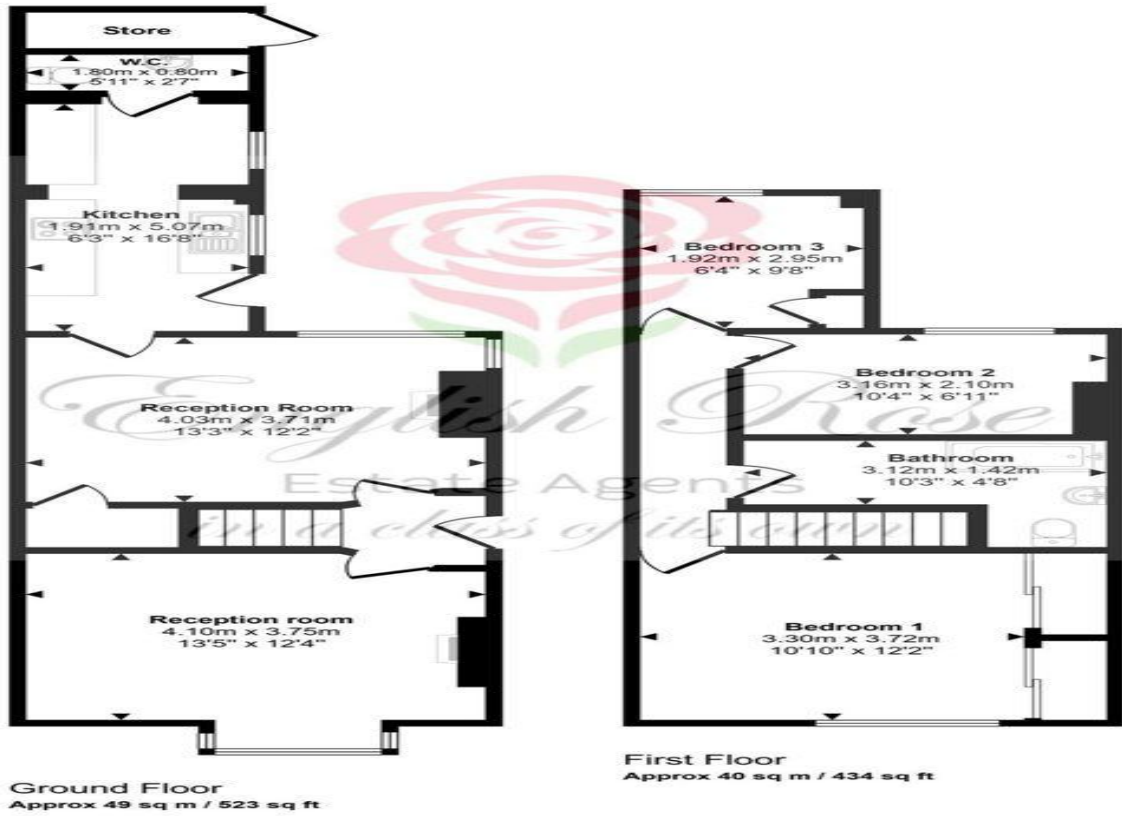 Store
W.C.
1.80m x 0.80m
5'11" x 2'7"
Kitchen
1.91m x 5.07m
6'3" x 16'8"
Reception Room
4.03m x 3.71m
13'3" x 12'2"
Reception room
4.10m x 3.75m
13'5" x 12'4"
Ground Floor
Approx 49 sq m / 523 sq ft
Bedroom 3
1.92m x 2.95m
6'4" x 9'8"
Bedroom 2
3.16m x 2.10m
10'4" x 6'11"
Bathroom
3.12m x 1.42m
10'3" x 4'8"
Bedroom 1
3.30m x 3.72m
10'10" x 12'2"
First Floor
Approx 40 sq m / 434 sq ft
English Rose
Estate Agents
in a class of its own